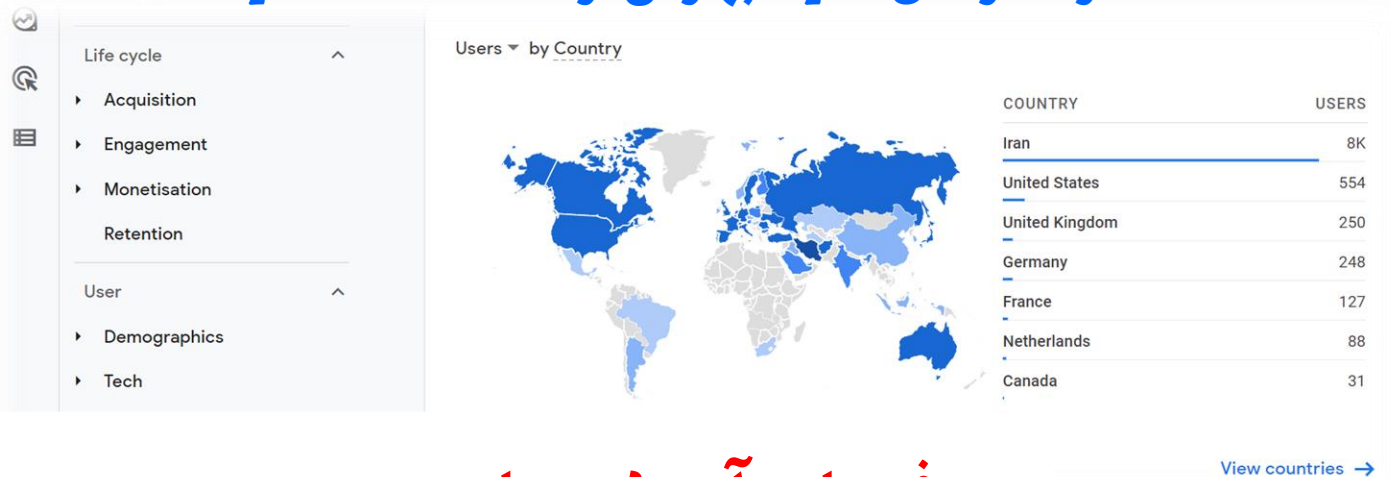 Life cycle
Acquisition
Engagement
Monetisation
Retention
User
Demographics
Tech
Users by Country
COUNTRY USERS
Iran 8K
United States 554
United Kingdom 250
Germany 248
France 127
Netherlands 88
Canada 31
View countries